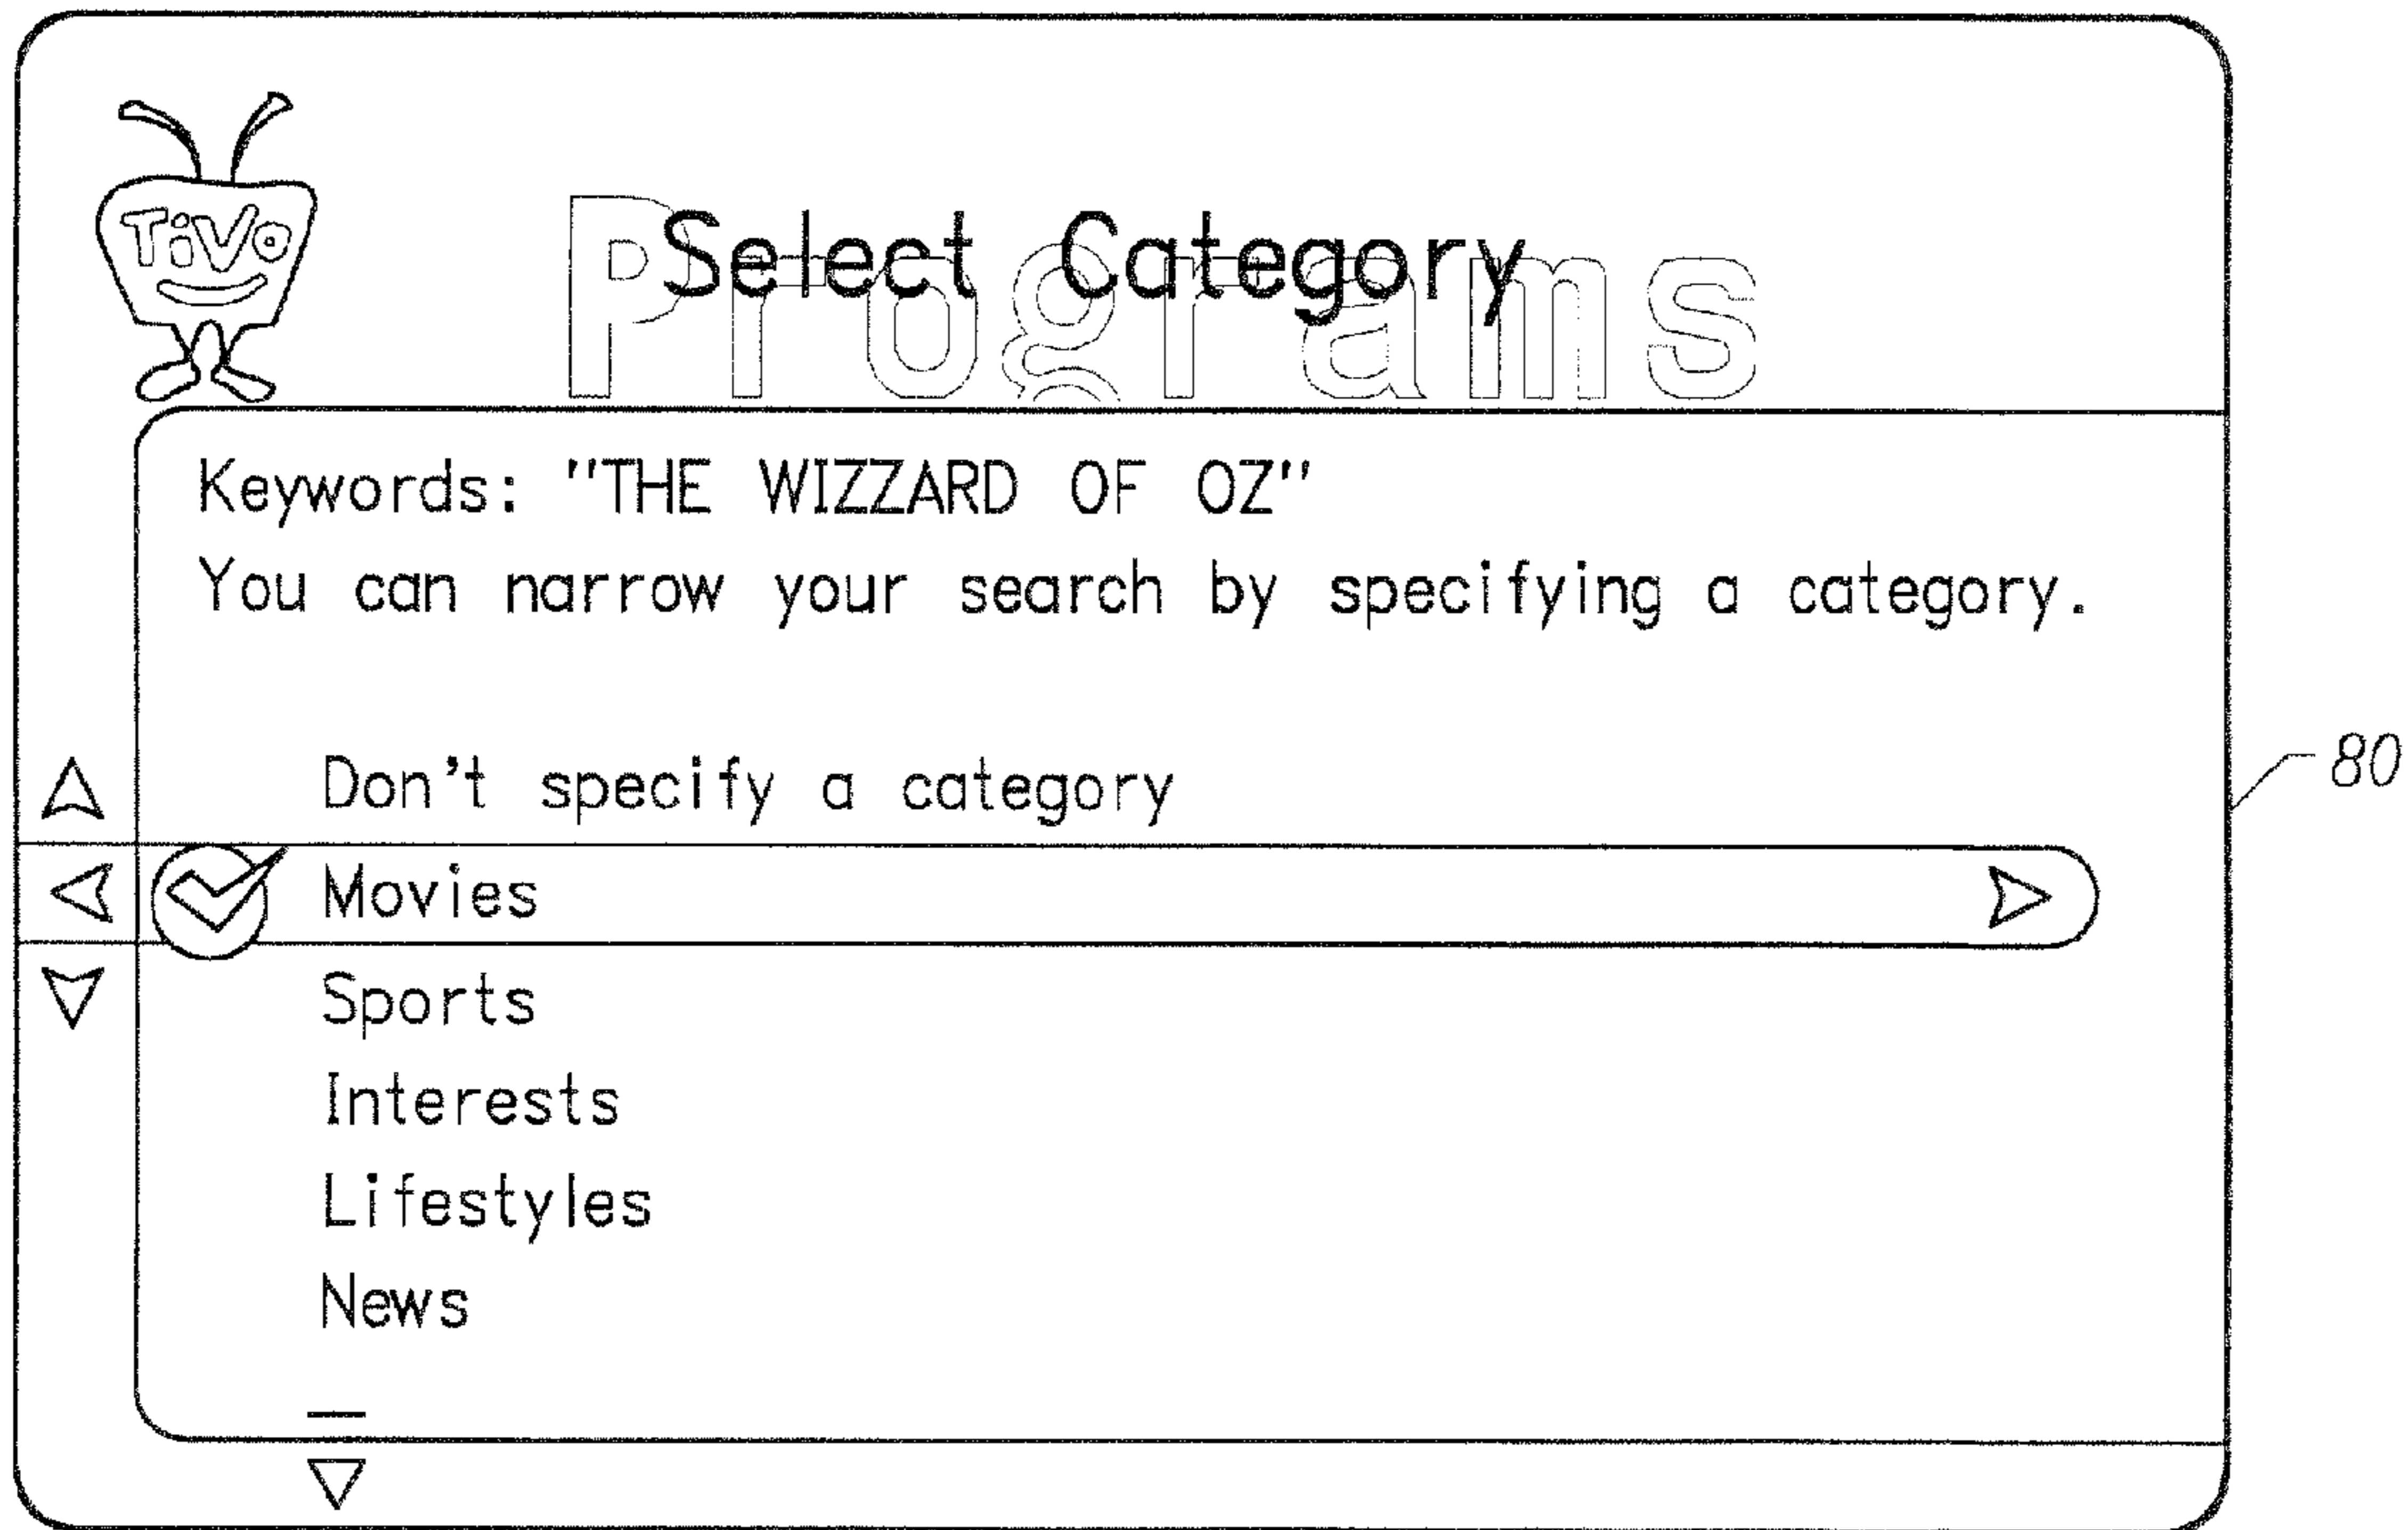 TiVo
Select Category
Programs
Keywords: "THE WIZZARD OF OZ"
You can narrow your search by specifying a category.
Don't specify a category
80
Movies
Sports
Interests
Lifestyles
News